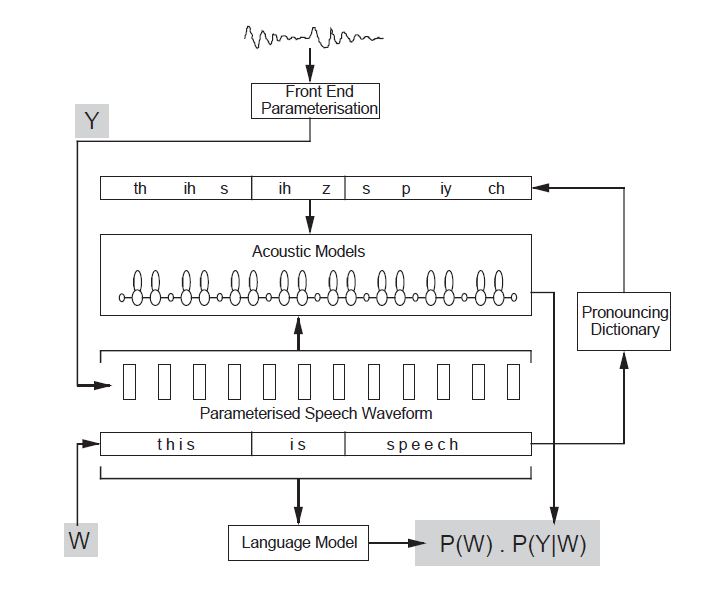 Front End
Parameterisation
Y
th ih s ih z s p iy ch
Acoustic Models
Pronouncing
Dictionary
Parameterised Speech Waveform
this is speech
W
Language Model
P(W) . P(Y|W)